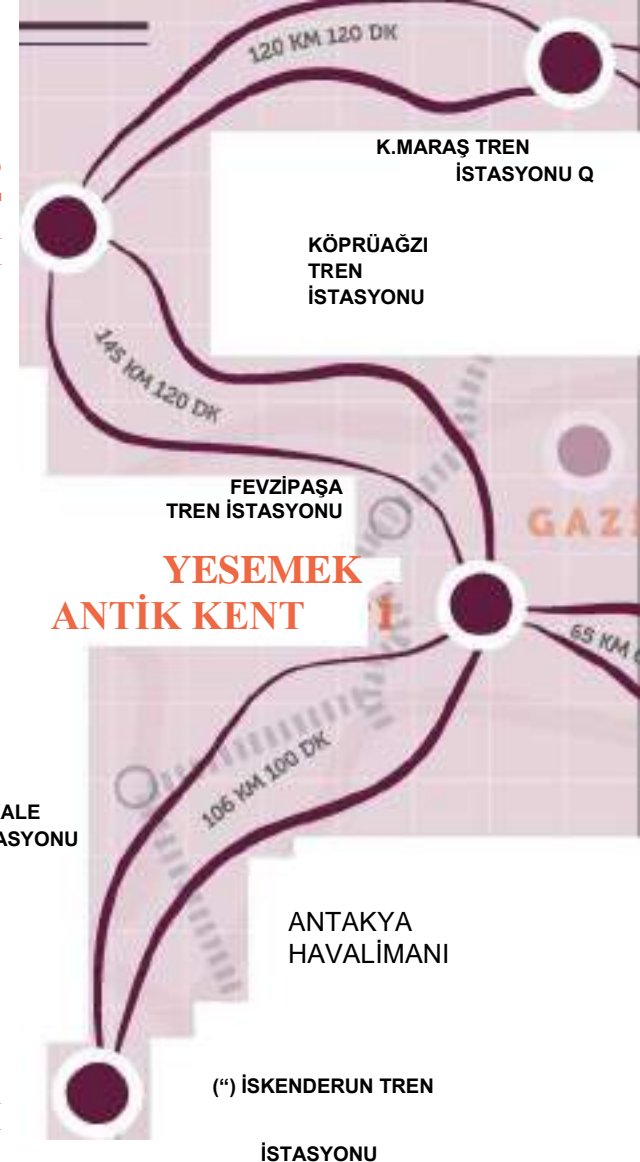 120 KM 120 DK
K.MARAŞ TREN
İSTASYONU Q
KÖPRÜAĞZI
TREN
İSTASYONU
145 KM 120 DK
FEVZİPAŞA
TREN İSTASYONU
GAZİ
YESEMEK
ANTİK KENT İ
65 KM
106 KM 100 DK
ALE
ASYONU
ANTAKYA
HAVALİMANI
(“) İSKENDERUN TREN
İSTASYONU